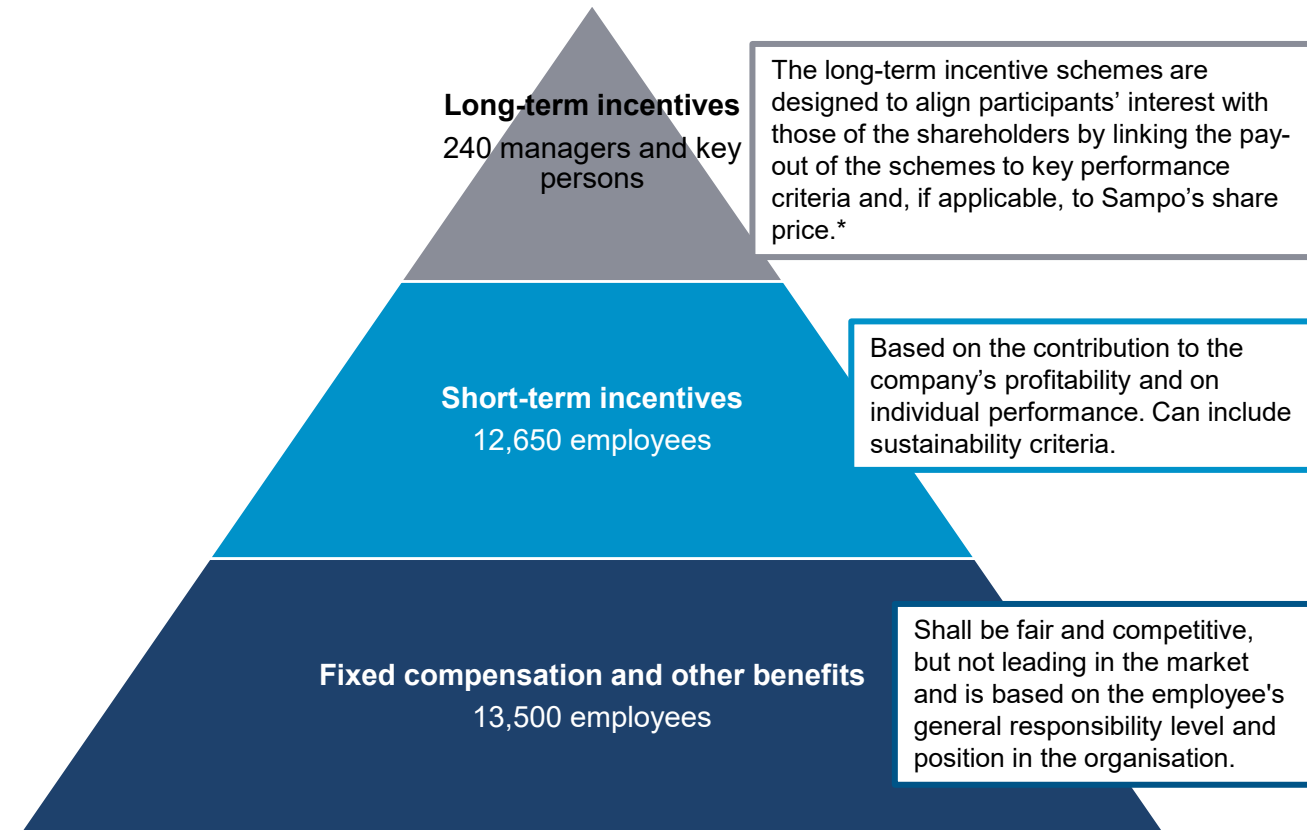 Long-term incentives
240 managers and key
persons
The long-term incentive schemes are
designed to align participants’ interest with
those of the shareholders by linking the pay-
out of the schemes to key performance
criteria and, if applicable, to Sampo’s share
price.*
Short-term incentives
12,650 employees
Based on the contribution to the
company’s profitability and on
individual performance. Can include
sustainability criteria.
Fixed compensation and other benefits
13,500 employees
Shall be fair and competitive,
but not leading in the market
and is based on the employee's
general responsibility level and
position in the organisation.